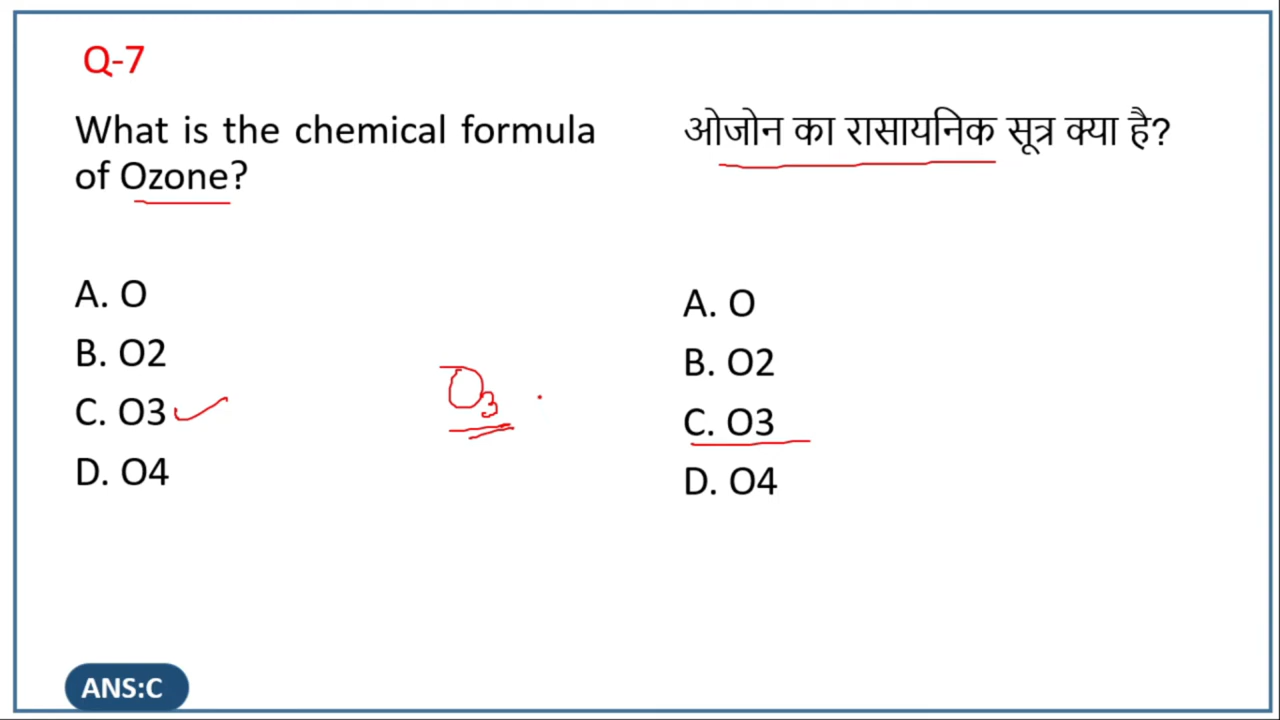 Q-7
What is the chemical formula
of Ozone?
A. O
B. O2
C. O3
D. O4
O3
ओजोन का रासायनिक सूत्र क्या है?
A. O
B. O2
C. O3
D. O4
ANS:C